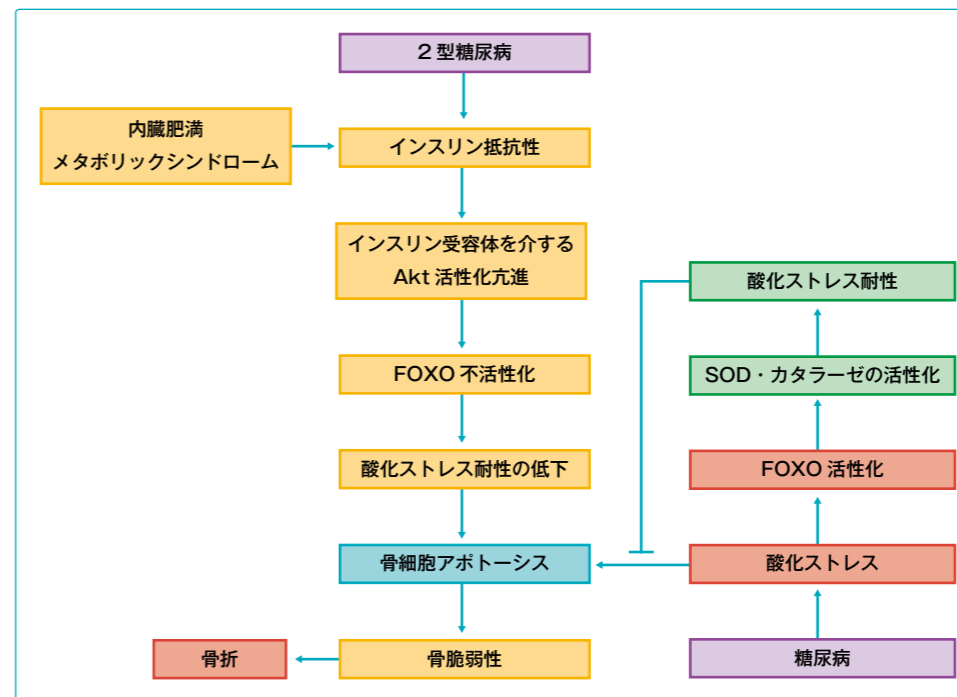 2型糖尿病
内臓肥満
メタボリックシンドローム
インスリン抵抗性
インスリン受容体を介する
Akt 活性化亢進
酸化ストレス耐性
FOXO 不活性化
SOD・カタラーゼの活性化
酸化ストレス耐性の低下
FOXO 活性化
骨細胞アポトーシス
酸化ストレス
骨折
骨脆弱性
糖尿病